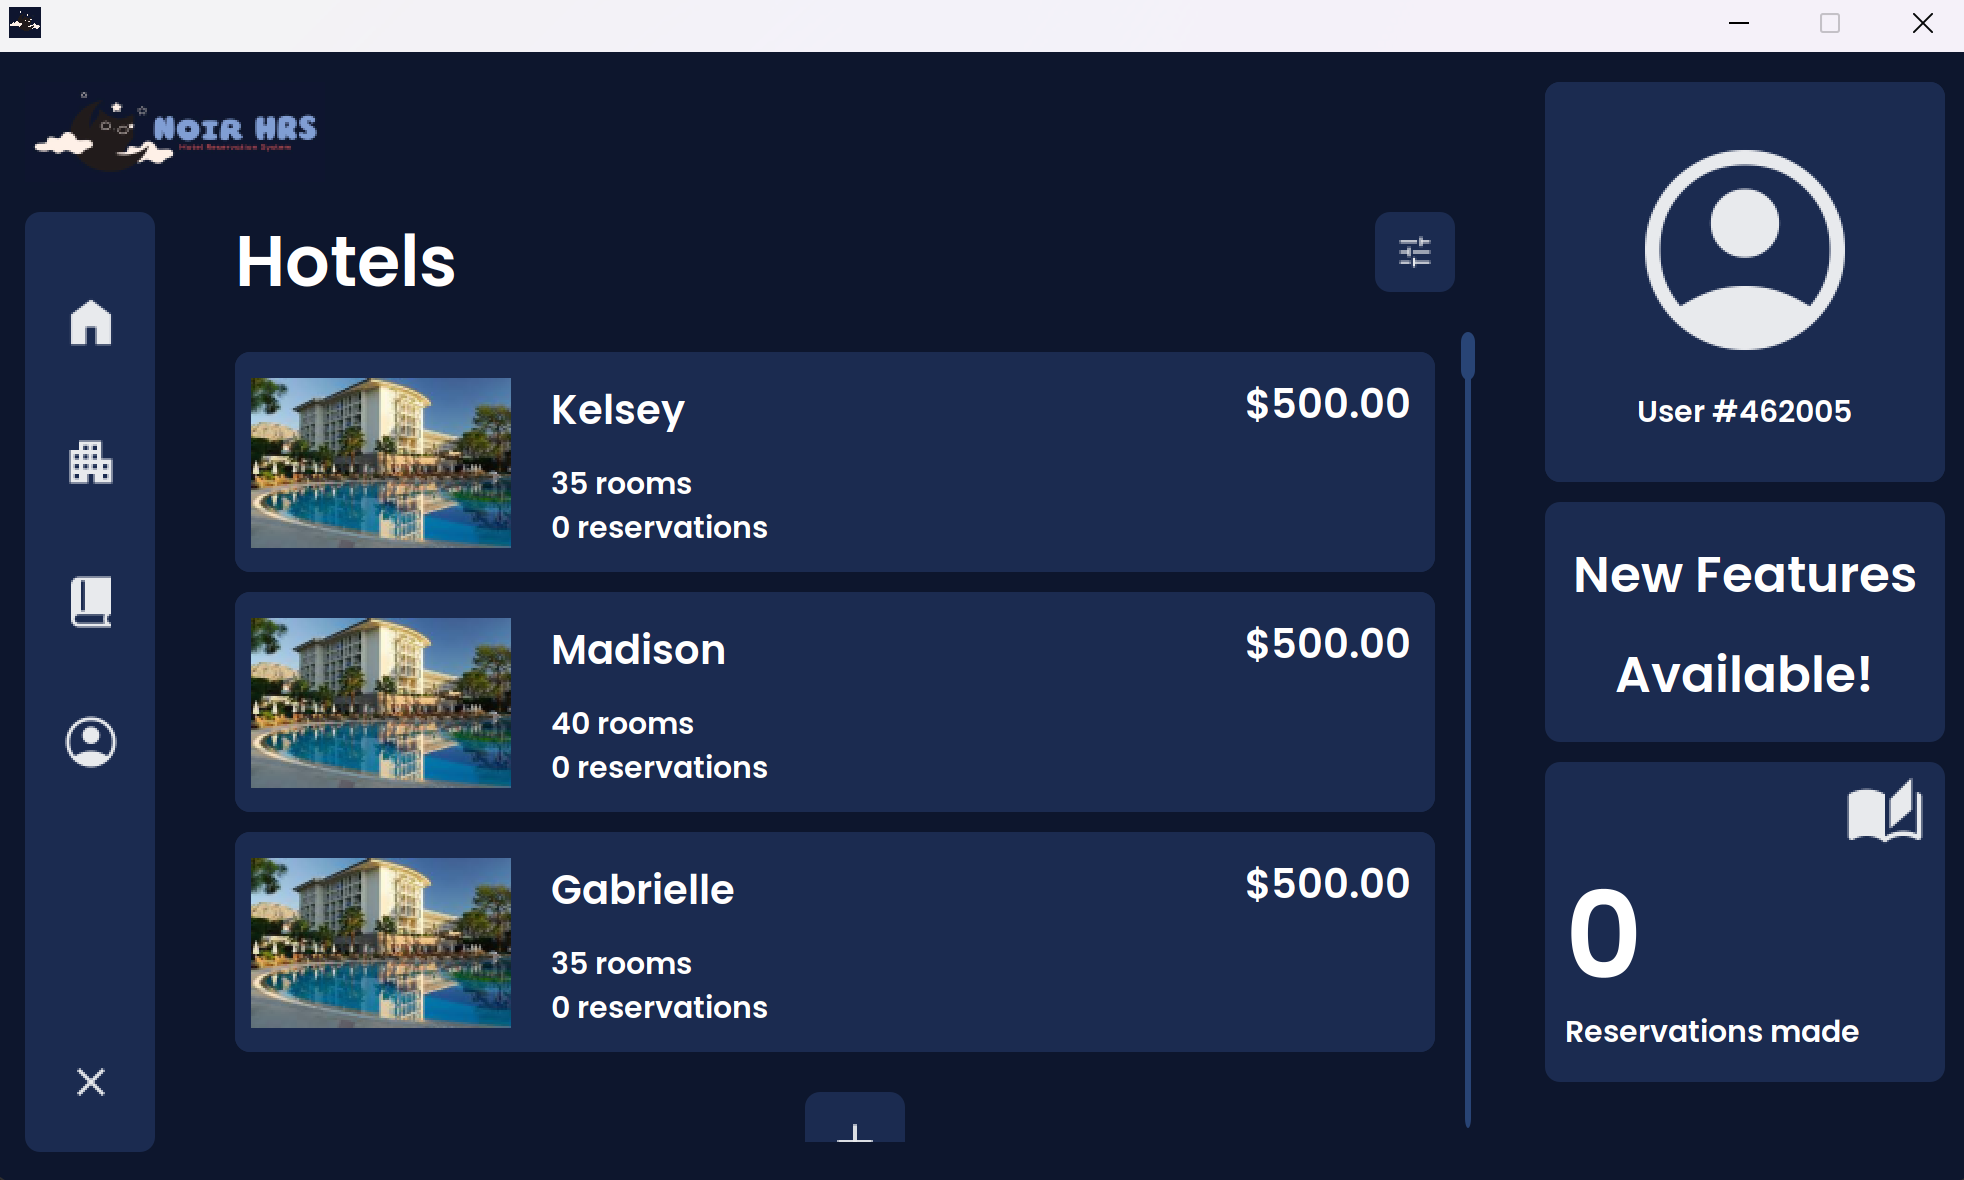 Noir HRS
Hotel Reservation System
Hotels
Kelsey
$500.00
35 rooms
0 reservations
Madison
$500.00
40 rooms
0 reservations
Gabrielle
$500.00
35 rooms
0 reservations
User #462005
New Features
Available!
0
Reservations made